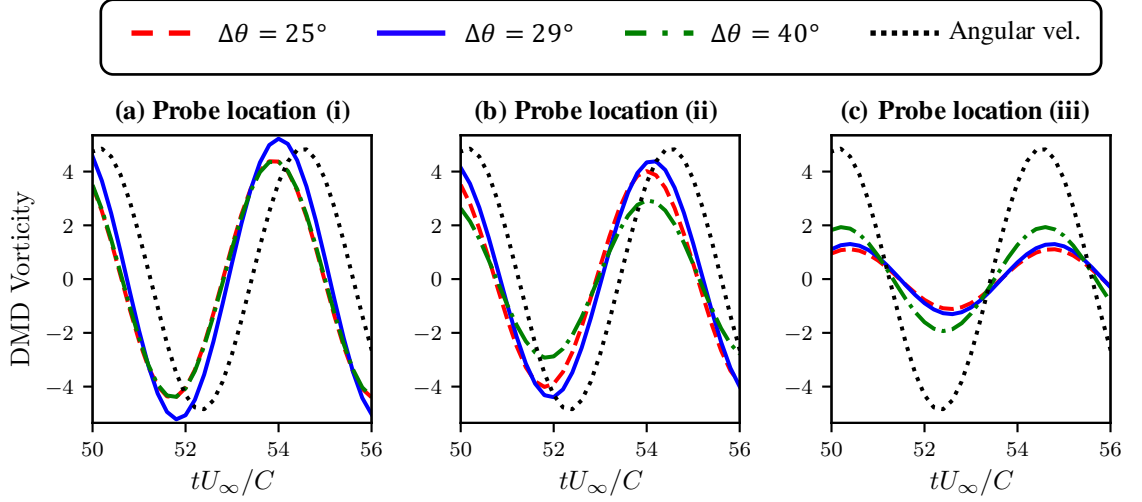 Δθ = 25° Δθ = 29° Δθ = 40° Angular vel.
(a) Probe location (i) (b) Probe location (ii) (c) Probe location (iii)
DMD Vorticity
4 4 4
2 2 2
0 0 0
−2 −2 −2
−4 −4 −4
50 52 54 56 50 52 54 56 50 52 54 56
tU∞/C tU∞/C tU∞/C